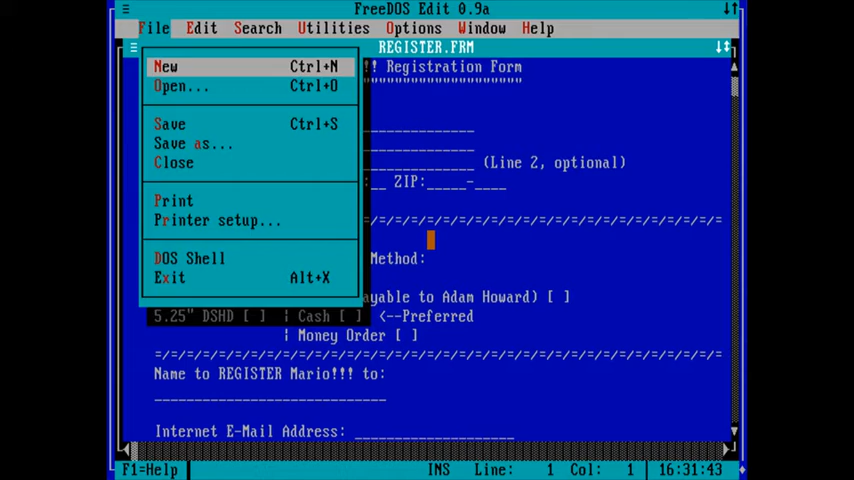 FreeDOS Edit 0.9a
File Edit Search Utilities Options Window Help
REGISTER.FRM
New Ctrl+N
Open... Ctrl+O
Save Ctrl+S
Save as...
Close
Print
Printer setup...
DOS Shell
Exit Alt+X
!! Registration Form
(Line 2, optional)
:__ ZIP:_____-____
=/=/=/=/=/=/=/=/=/=/=/=/=/=/=/=/=/=/=
Method:
ayable to Adam Howard) [ ]
5.25" DSHD [ ] ¦ Cash [ ] <--Preferred
¦ Money Order [ ]
=/=/=/=/=/=/=/=/=/=/=/=/=/=/=/=/=/=/=/=/=/=/=/=/=/=/=/=/=/=/=/=/=/=/=/=
Name to REGISTER Mario!!! to:
_____________________________
Internet E-Mail Address: ____________________
F1=Help INS Line: 1 Col: 1 16:31:43